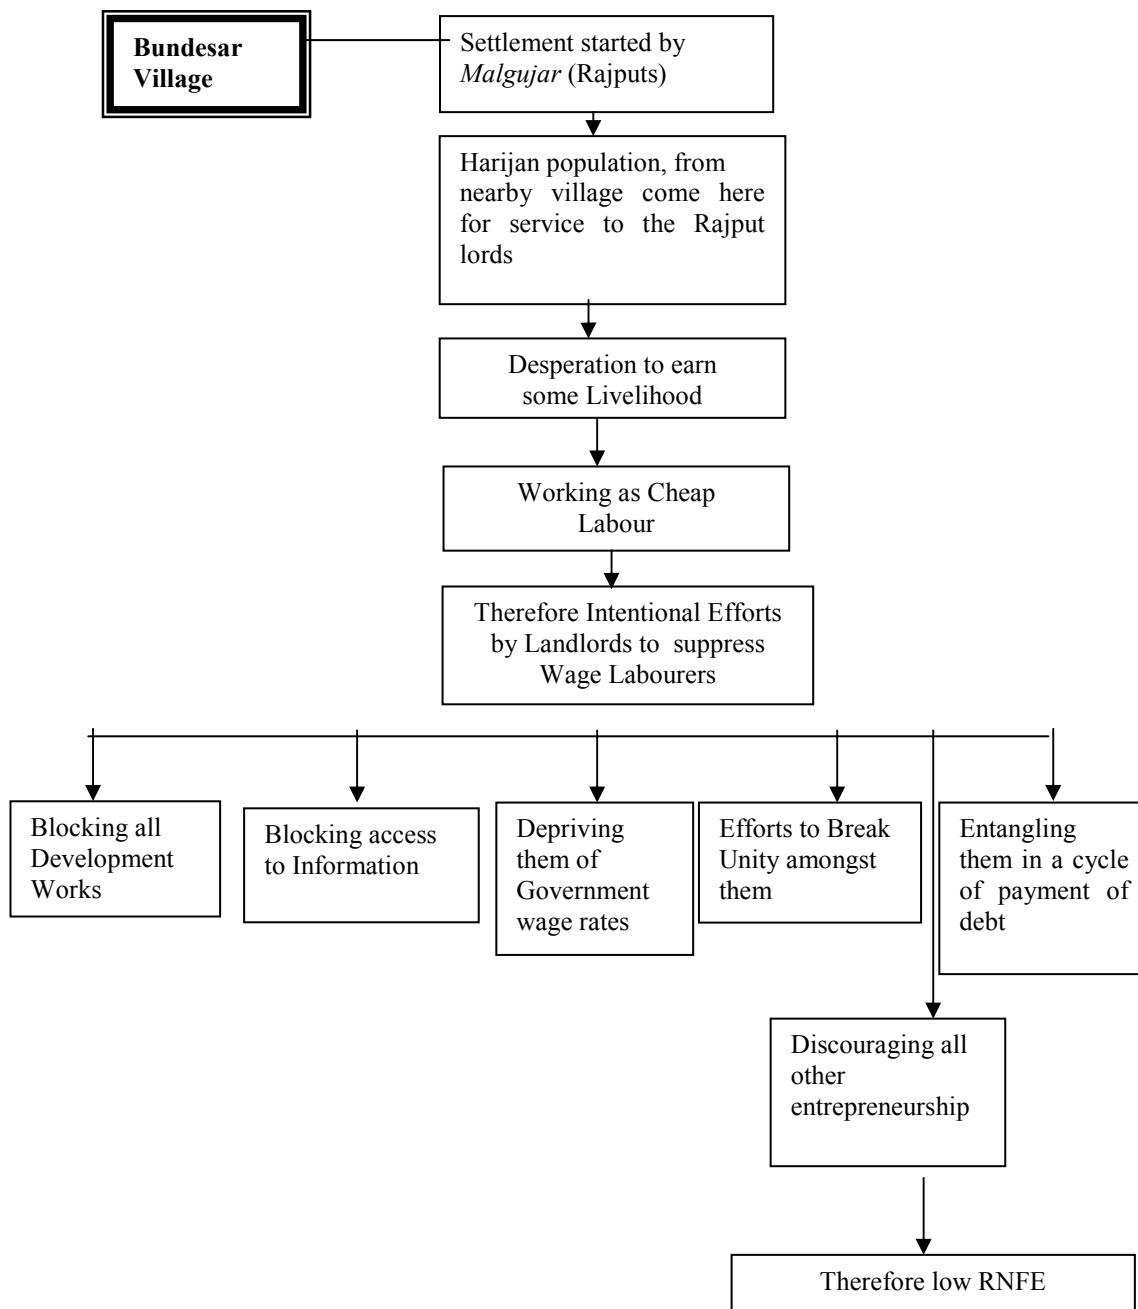 Bundesar
Village
Settlement started by
Malgujar (Rajputs)
Harijan population, from
nearby village come here
for service to the Rajput
lords
Desperation to earn
some Livelihood
Working as Cheap
Labour
Therefore Intentional Efforts
by Landlords to suppress
Wage Labourers
Blocking all
Development
Works
Blocking access
to Information
Depriving
them of
Government
wage rates
Efforts to Break
Unity amongst
them
Entangling
them in a cycle
of payment of
debt
Discouraging all
other
entrepreneurship
Therefore low RNFE